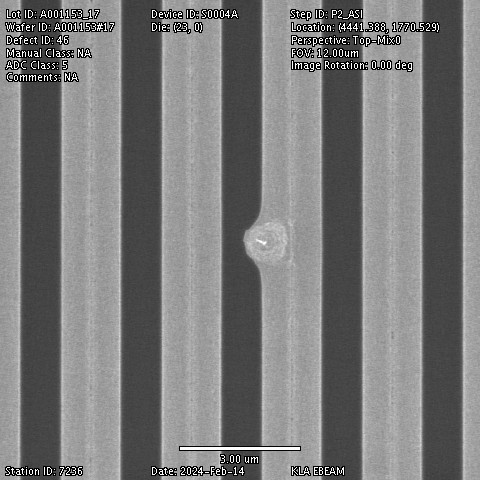 Lot ID: A001153_17
Wafer ID: A001153#17
Defect ID: 46
Manual Class: NA
ADC Class: 5
Comments: NA
Device ID: S0004A
Die: (23, 0)
Step ID: P2_ASI
Location: (4441.388, 1770.529)
Perspective: Top-Mix0
FOV: 12.00um
Image Rotation: 0.00 deg
3.00 um
Station ID: 7236
Date: 2024-Feb-14
KLA EBEAM